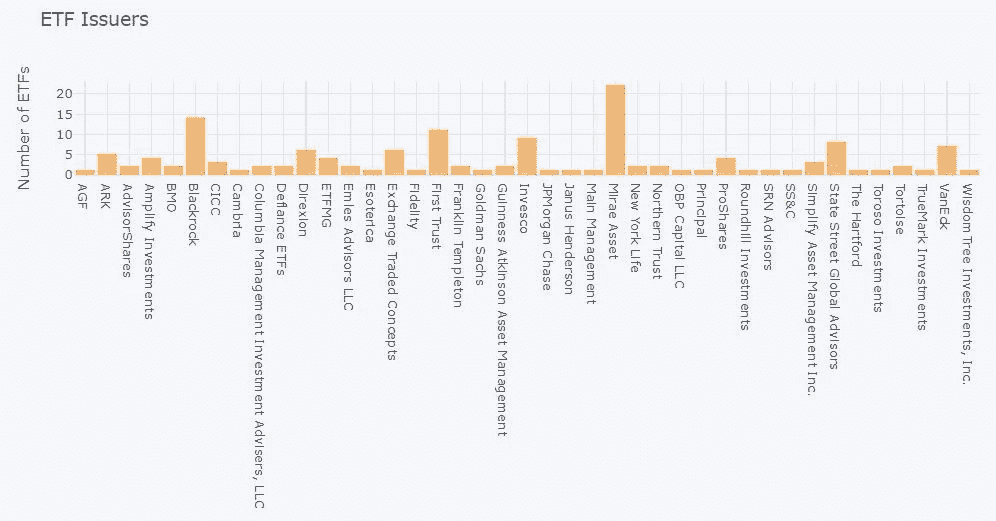 ETF Issuers
Number of ETFs
20
15
10
5
0
AGF
ARK
AdvisorShares
Amplify Investments
BMO
Blackrock
CICC
Cambria
Columbia Management Investment Advisers, LLC
Defiance ETFs
Direxion
ETFMG
Emles Advisors LLC
Esoterica
Exchange Traded Concepts
Fidelity
First Trust
Franklin Templeton
Goldman Sachs
Guinness Atkinson Asset Management
Invesco
JPMorgan Chase
Janus Henderson
Main Management
Mirae Asset
New York Life
Northern Trust
OBP Capital LLC
Principal
ProShares
Roundhill Investments
SRN Advisors
SS&C
Simplify Asset Management Inc.
State Street Global Advisors
The Hartford
Toroso Investments
Tortoise
TrueMark Investments
VanEck
WisdomTree Investments, Inc.